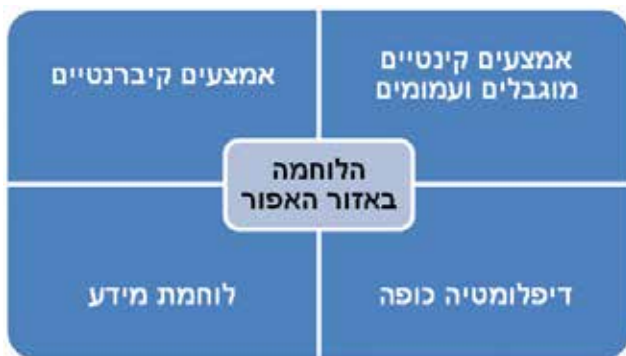 אמצעים קינטיים
מוגבלים ועמומים
אמצעים קיברנטיים
הלוחמה
באזור האפור
דיפלומטיה כופה
לוחמת מידע